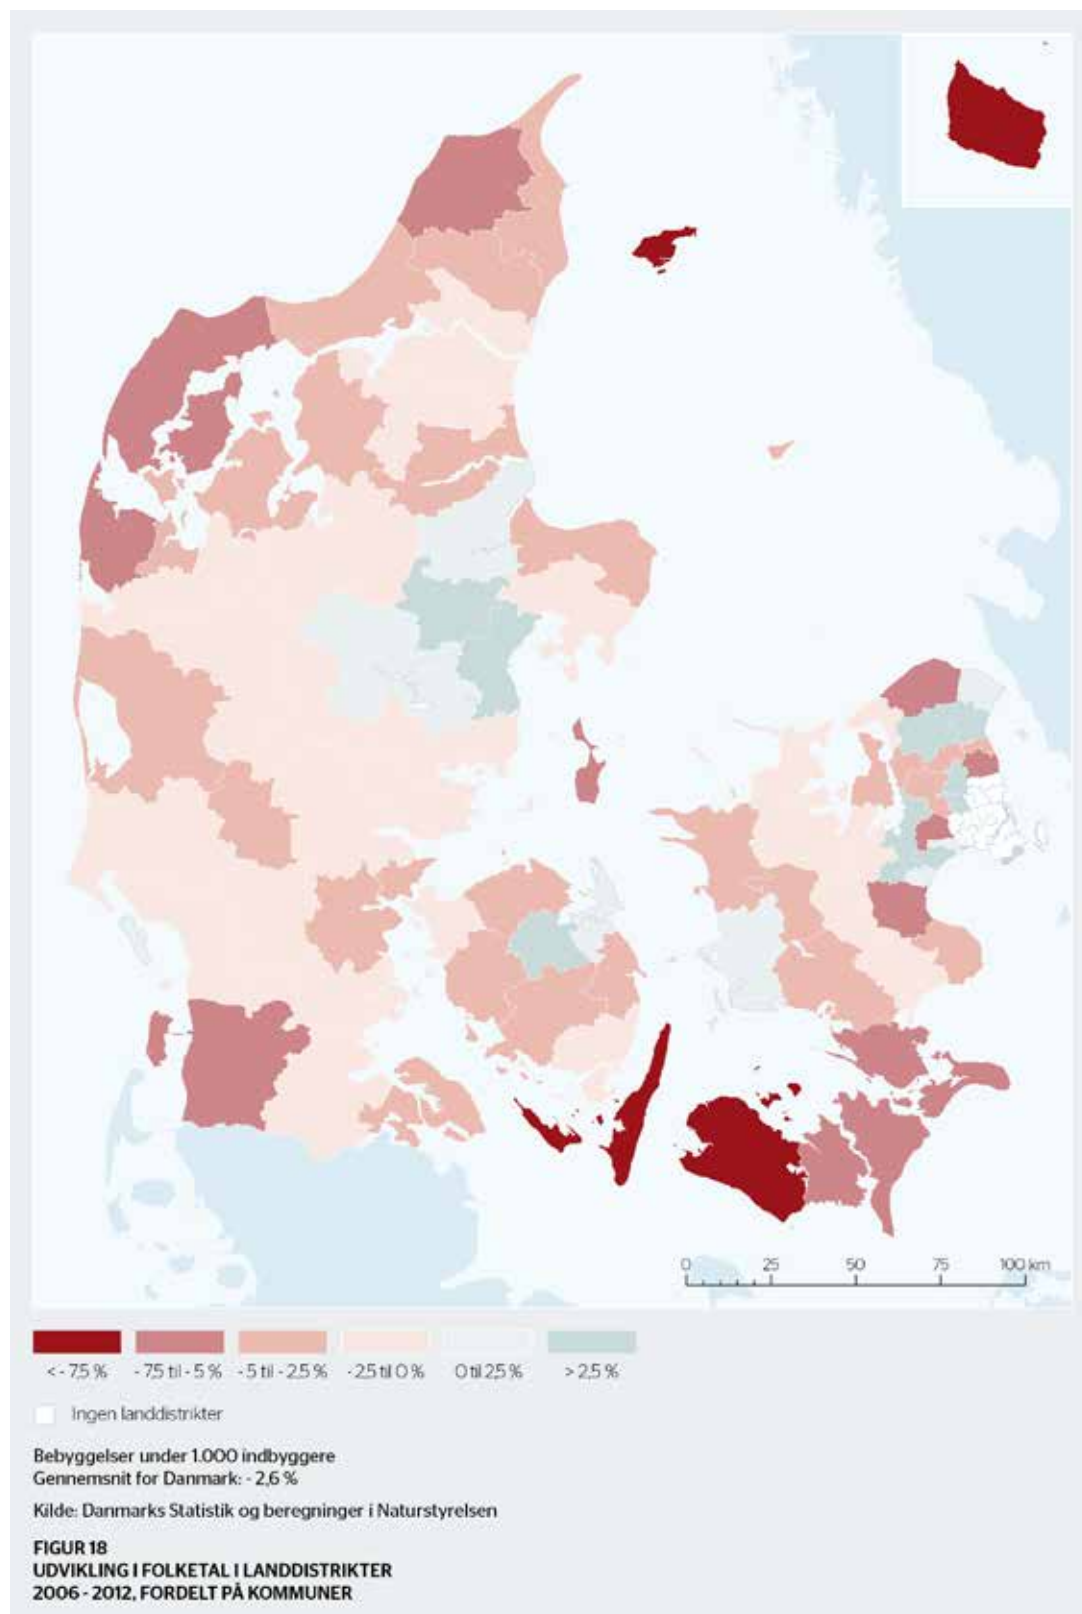 0 25 50 75 100 km
< - 7,5 % - 7,5 til - 5 % - 5 til - 2,5 % - 2,5 til 0 % 0 til 2,5 % > 2,5 %
Ingen landdistrikter
Bebyggelser under 1.000 indbyggere
Gennemsnit for Danmark: - 2,6 %
Kilde: Danmarks Statistik og beregninger i Naturstyrelsen
FIGUR 18
UDVIKLING I FOLKETAL I LANDDISTRIKTER
2006 - 2012, FORDELT PÅ KOMMUNER